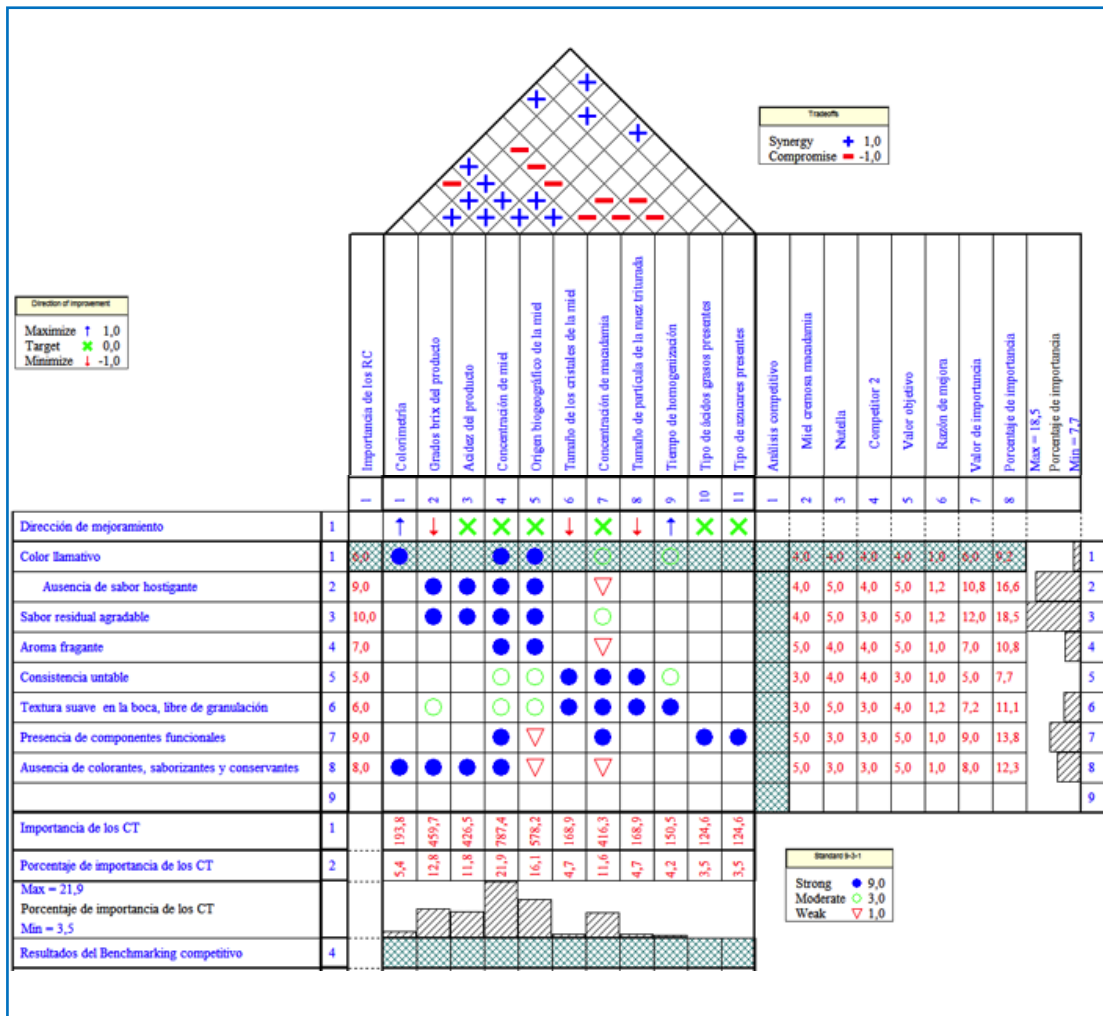 Tradeoffs
Synergy + 1,0
Compromise − -1,0
Direction of improvement
Maximize ↑ 1,0
Target ✕ 0,0
Minimize ↓ -1,0
Importancia de los RC
Colorimetría
Grados brix del producto
Acidez del producto
Concentración de miel
Origen biogeográfico de la miel
Tamaño de los cristales de la miel
Concentración de macadamia
Tamaño de partícula de la nuez triturada
Tiempo de homogenización
Tipo de ácidos grasos presentes
Tipo de azucares presentes
Análisis competitivo
Miel cremosa macadamia
Nutella
Competitor 2
Valor objetivo
Razón de mejora
Valor de importancia
Porcentaje de importancia
Max = 18,5
Porcentaje de importancia
Min = 7,7
1 1 2 3 4 5 6 7 8 9 10 11 1 2 3 4 5 6 7 8
Dirección de mejoramiento 1
Color llamativo 1 6,0 4,0 4,0 4,0 4,0 1,0 6,0 9,2 1
Ausencia de sabor hostigante 2 9,0 4,0 5,0 4,0 5,0 1,2 10,8 16,6 2
Sabor residual agradable 3 10,0 4,0 5,0 3,0 5,0 1,2 12,0 18,5 3
Aroma fragante 4 7,0 5,0 4,0 4,0 5,0 1,0 7,0 10,8 4
Consistencia untable 5 5,0 3,0 4,0 4,0 3,0 1,0 5,0 7,7 5
Textura suave en la boca, libre de granulación 6 6,0 3,0 5,0 3,0 4,0 1,2 7,2 11,1 6
Presencia de componentes funcionales 7 9,0 5,0 3,0 3,0 5,0 1,0 9,0 13,8 7
Ausencia de colorantes, saborizantes y conservantes 8 8,0 5,0 3,0 3,0 5,0 1,0 8,0 12,3 8
9 9
Importancia de los CT 1 193,8 459,7 426,5 787,4 578,2 168,9 416,3 168,9 150,5 124,6 124,6
Porcentaje de importancia de los CT 2 5,4 12,8 11,8 21,9 16,1 4,7 11,6 4,7 4,2 3,5 3,5
Max = 21,9
Porcentaje de importancia de los CT
Min = 3,5
Resultados del Benchmarking competitivo 4
Standard 9-3-1
Strong 9,0
Moderate 3,0
Weak 1,0